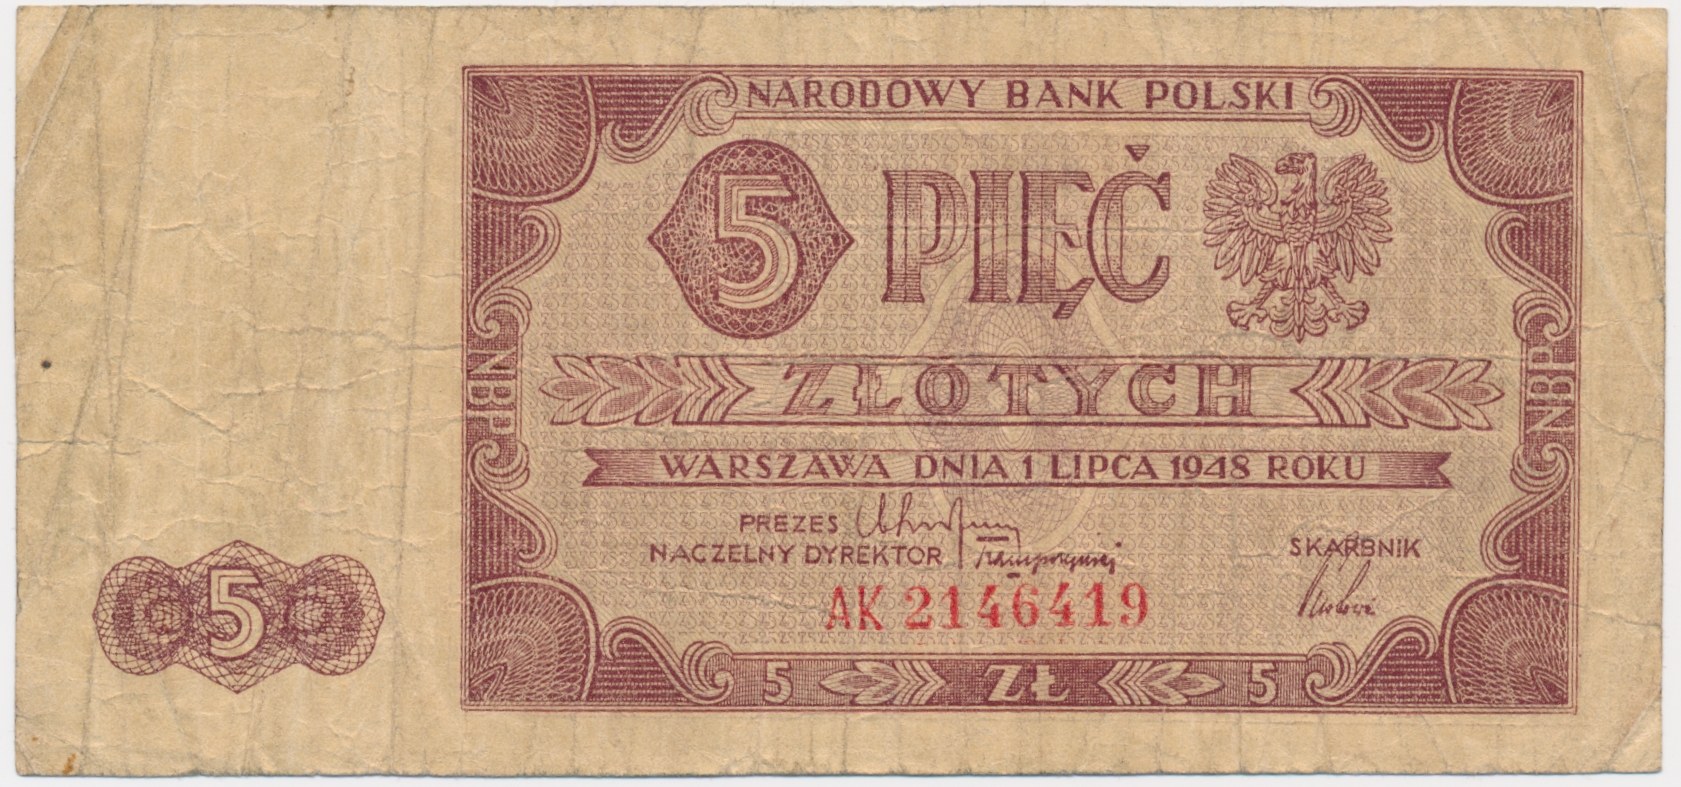 NARODOWY BANK POLSKI
5 PIĘĆ
ZŁOTYCH
NBP
NBP
WARSZAWA DNIA 1 LIPCA 1948 ROKU
PREZES
NACZELNY DYREKTOR
SKARBNIK
AK 2146419
5
5 ZŁ 5